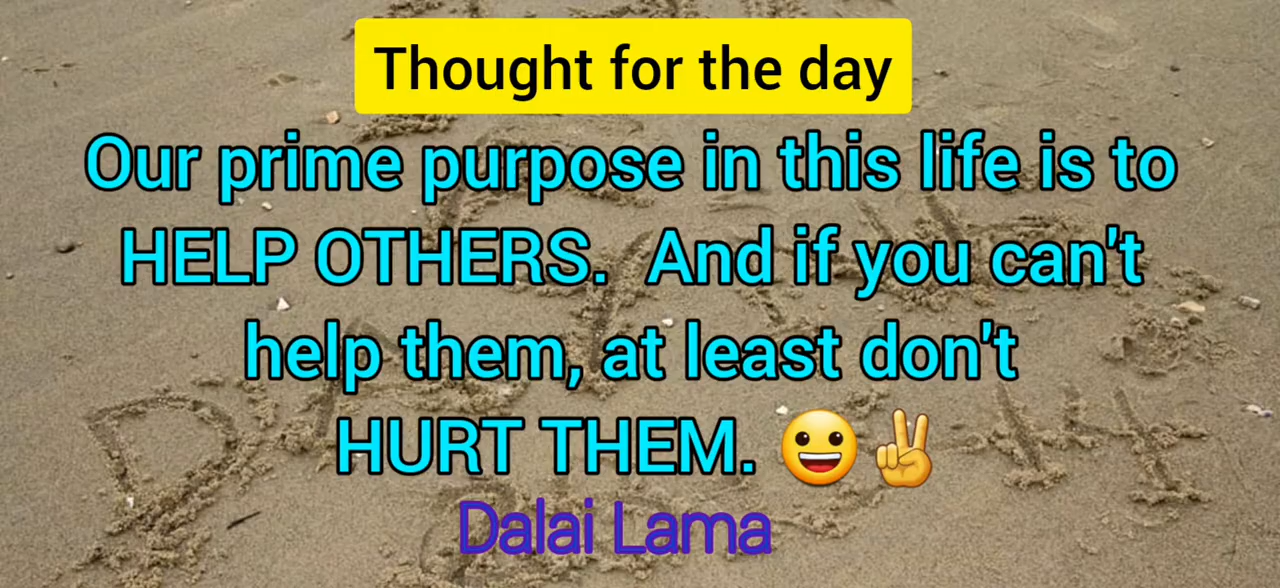 Thought for the day
Our prime purpose in this life is to
HELP OTHERS. And if you can't
help them, at least don't
HURT THEM. 😀✌️
Dalai Lama